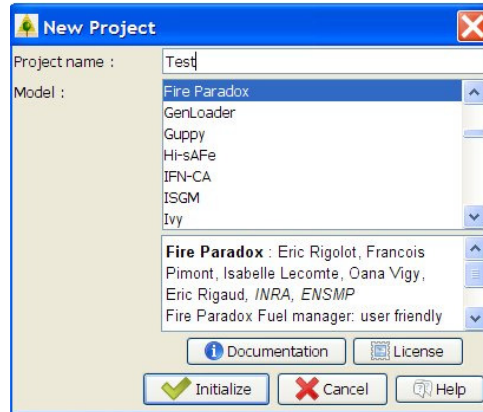 New Project
Project name :
Test
Model :
Fire Paradox
GenLoader
Guppy
Hi-sAFe
IFN-CA
ISGM
Ivy
Fire Paradox : Eric Rigolot, Francois
Pimont, Isabelle Lecomte, Oana Vigy,
Eric Rigaud, INRA, ENSMP
Fire Paradox Fuel manager: user friendly
Documentation
License
Initialize
Cancel
Help